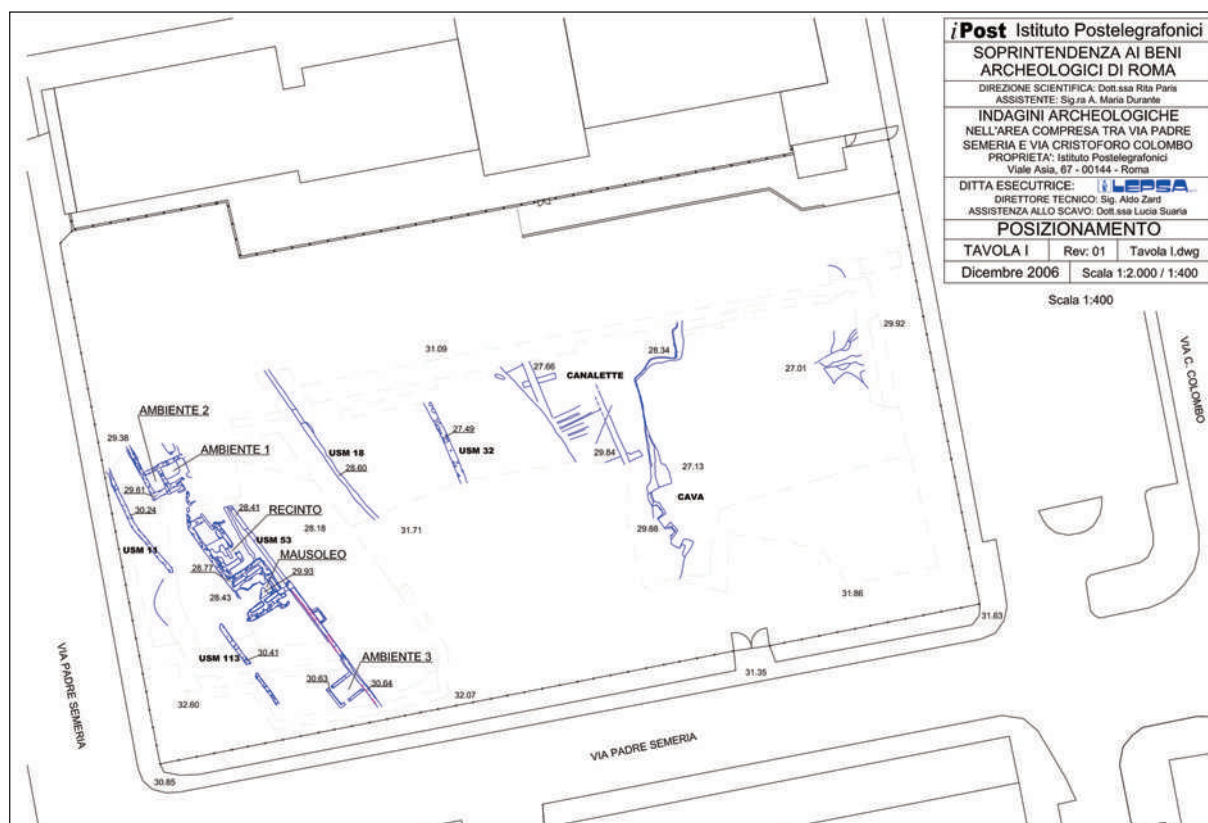 iPost Istituto Postelegrafonici
SOPRINTENDENZA AI BENI
ARCHEOLOGICI DI ROMA
DIREZIONE SCIENTIFICA: Dott.ssa Rita Paris
ASSISTENTE: Sig.ra A. Maria Durante
INDAGINI ARCHEOLOGICHE
NELL'AREA COMPRESA TRA VIA PADRE
SEMERIA E VIA CRISTOFORO COLOMBO
PROPRIETA': Istituto Postelegrafonici
Viale Asia, 67 - 00144 - Roma
DITTA ESECUTRICE: LEPSA
DIRETTORE TECNICO: Sig. Aldo Zard
ASSISTENZA ALLO SCAVO: Dott.ssa Lucia Suaria
POSIZIONAMENTO
TAVOLA I Rev: 01 Tavola I.dwg
Dicembre 2006 Scala 1:2.000 / 1:400
Scala 1:400
29.92
31.09
28.34
27.66
27.01
CANALETTE
VIA C. COLOMBO
AMBIENTE 2
29.38
AMBIENTE 1
27.49
USM 18
USM 32
29.84
28.60
27.13
29.61
30.24
CAVA
28.41
RECINTO
28.18
31.71
29.66
USM 53
USM 11
MAUSOLEO
28.77
29.93
28.43
31.86
31.63
USM 113
30.41
AMBIENTE 3
30.63
30.64
31.35
32.07
32.60
VIA PADRE SEMERIA
VIA PADRE SEMERIA
30.85